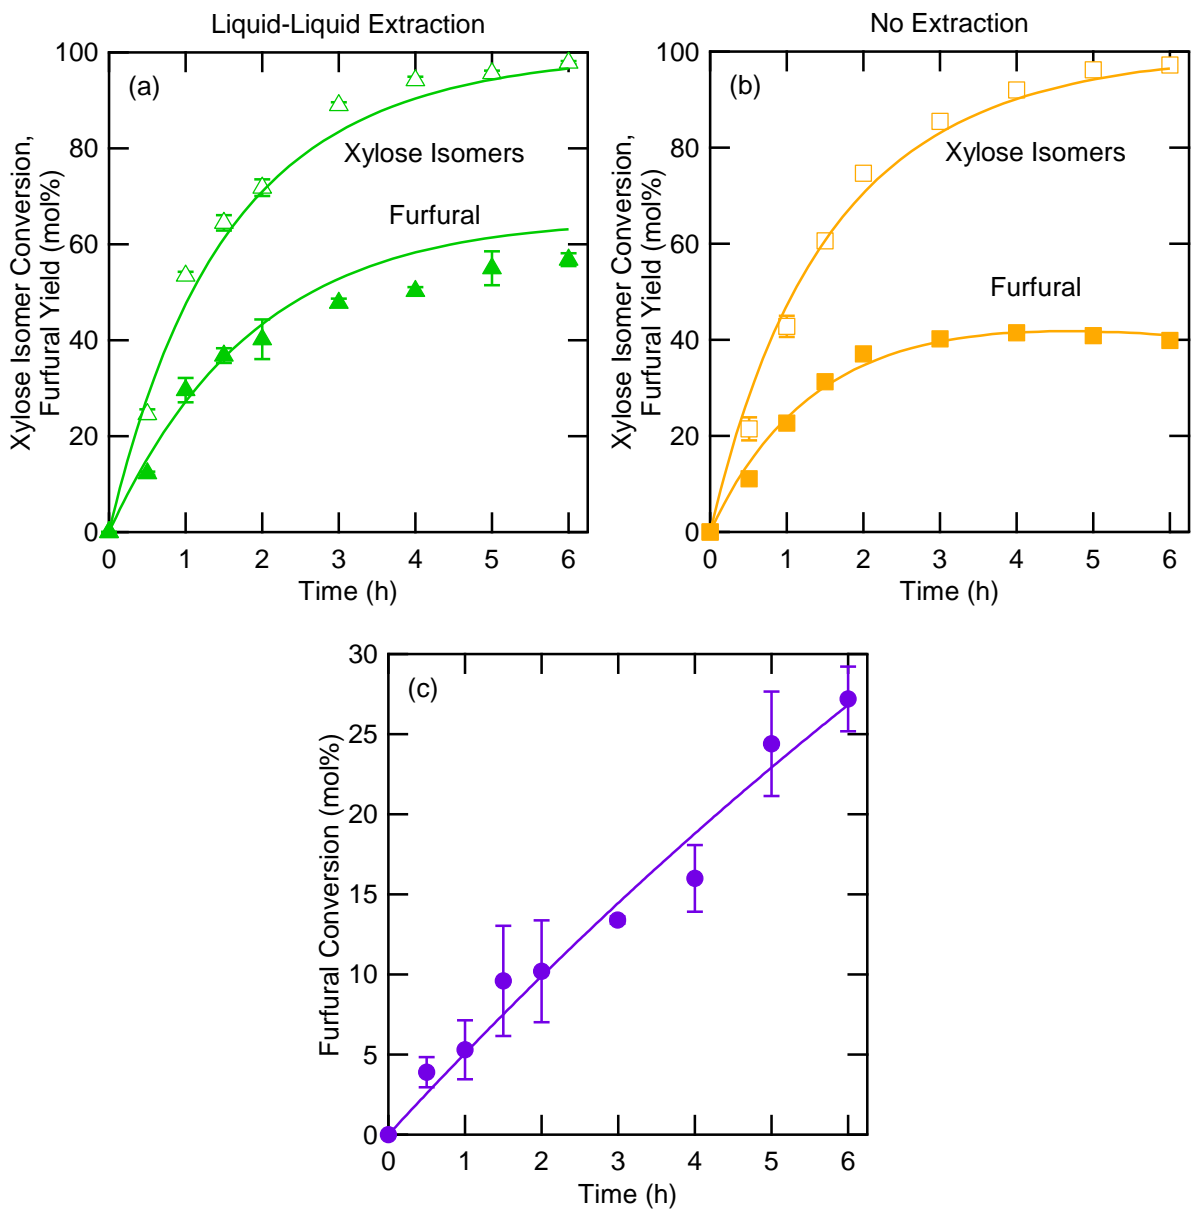 Liquid-Liquid Extraction
No Extraction
(a)
Xylose Isomers
Furfural
100
80
60
40
20
0
0 1 2 3 4 5 6
Time (h)
Xylose Isomer Conversion,
Furfural Yield (mol%)
(b)
Xylose Isomers
Furfural
100
80
60
40
20
0
0 1 2 3 4 5 6
Time (h)
Xylose Isomer Conversion,
Furfural Yield (mol%)
(c)
30
25
20
15
10
5
0
0 1 2 3 4 5 6
Time (h)
Furfural Conversion (mol%)